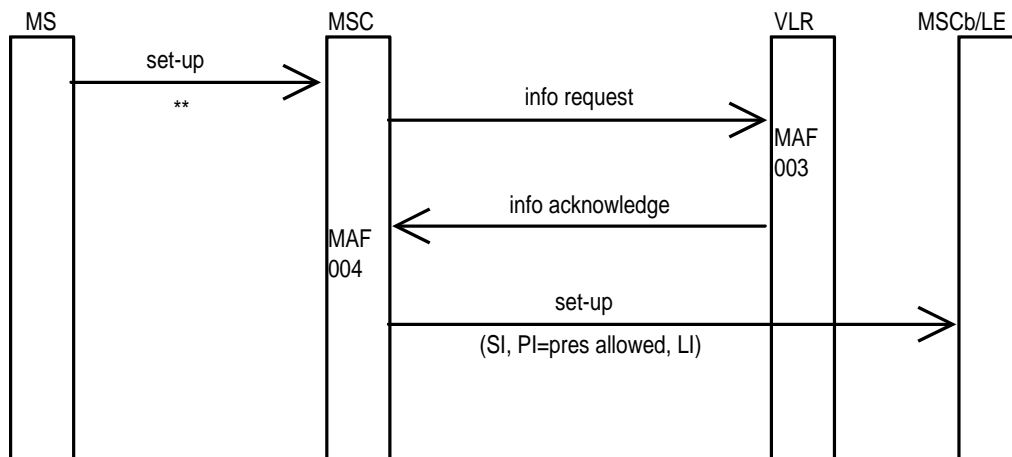 MS
MSC
VLR
MSCb/LE
set-up
**
info request
MAF
003
info acknowledge
MAF
004
set-up
(SI, PI=pres allowed, LI)